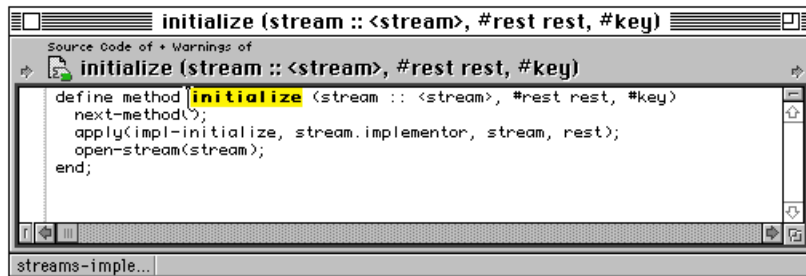 initialize (stream :: <stream>, #rest rest, #key)
Source Code of + Warnings of
initialize (stream :: <stream>, #rest rest, #key)
define method initialize (stream :: <stream>, #rest rest, #key)
next-method();
apply(impl-initialize, stream.implementor, stream, rest);
open-stream(stream);
end;
r
streams-imple...